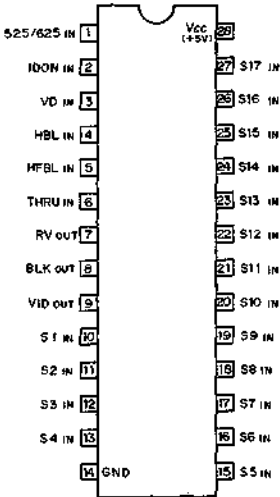 525/625 IN 1
IDON IN 2
VD IN 3
HBL IN 4
HFBL IN 5
THRU IN 6
RV OUT 7
BLK OUT 8
VID OUT 9
S1 IN 10
S2 IN 11
S3 IN 12
S4 IN 13
14 GND
Vcc 28
(+5V)
27 S17 IN
26 S16 IN
25 S15 IN
24 S14 IN
23 S13 IN
22 S12 IN
21 S11 IN
20 S10 IN
19 S9 IN
18 S8 IN
17 S7 IN
16 S6 IN
15 S5 IN